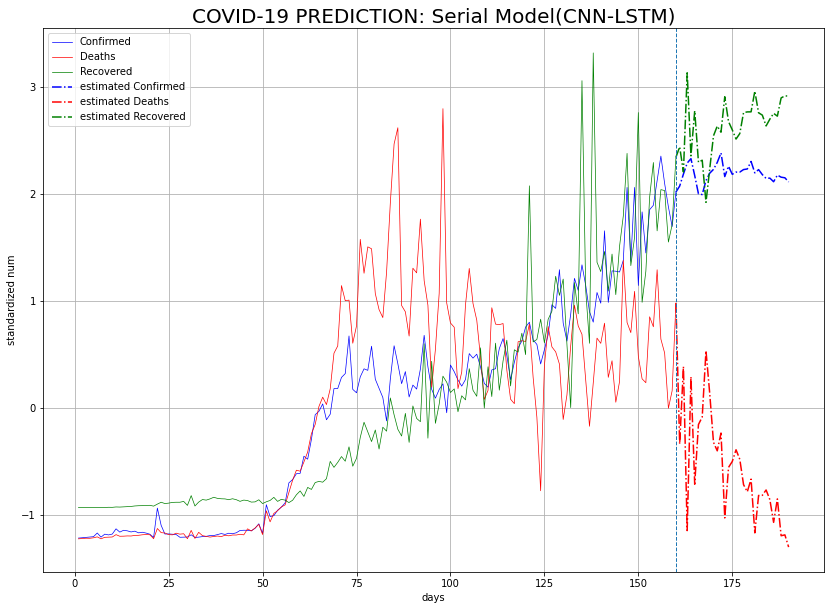 COVID-19 PREDICTION: Serial Model(CNN-LSTM)
Confirmed
Deaths
Recovered
estimated Confirmed
estimated Deaths
estimated Recovered
3
2
1
0
−1
standardized num
0
25
50
75
100
125
150
175
days